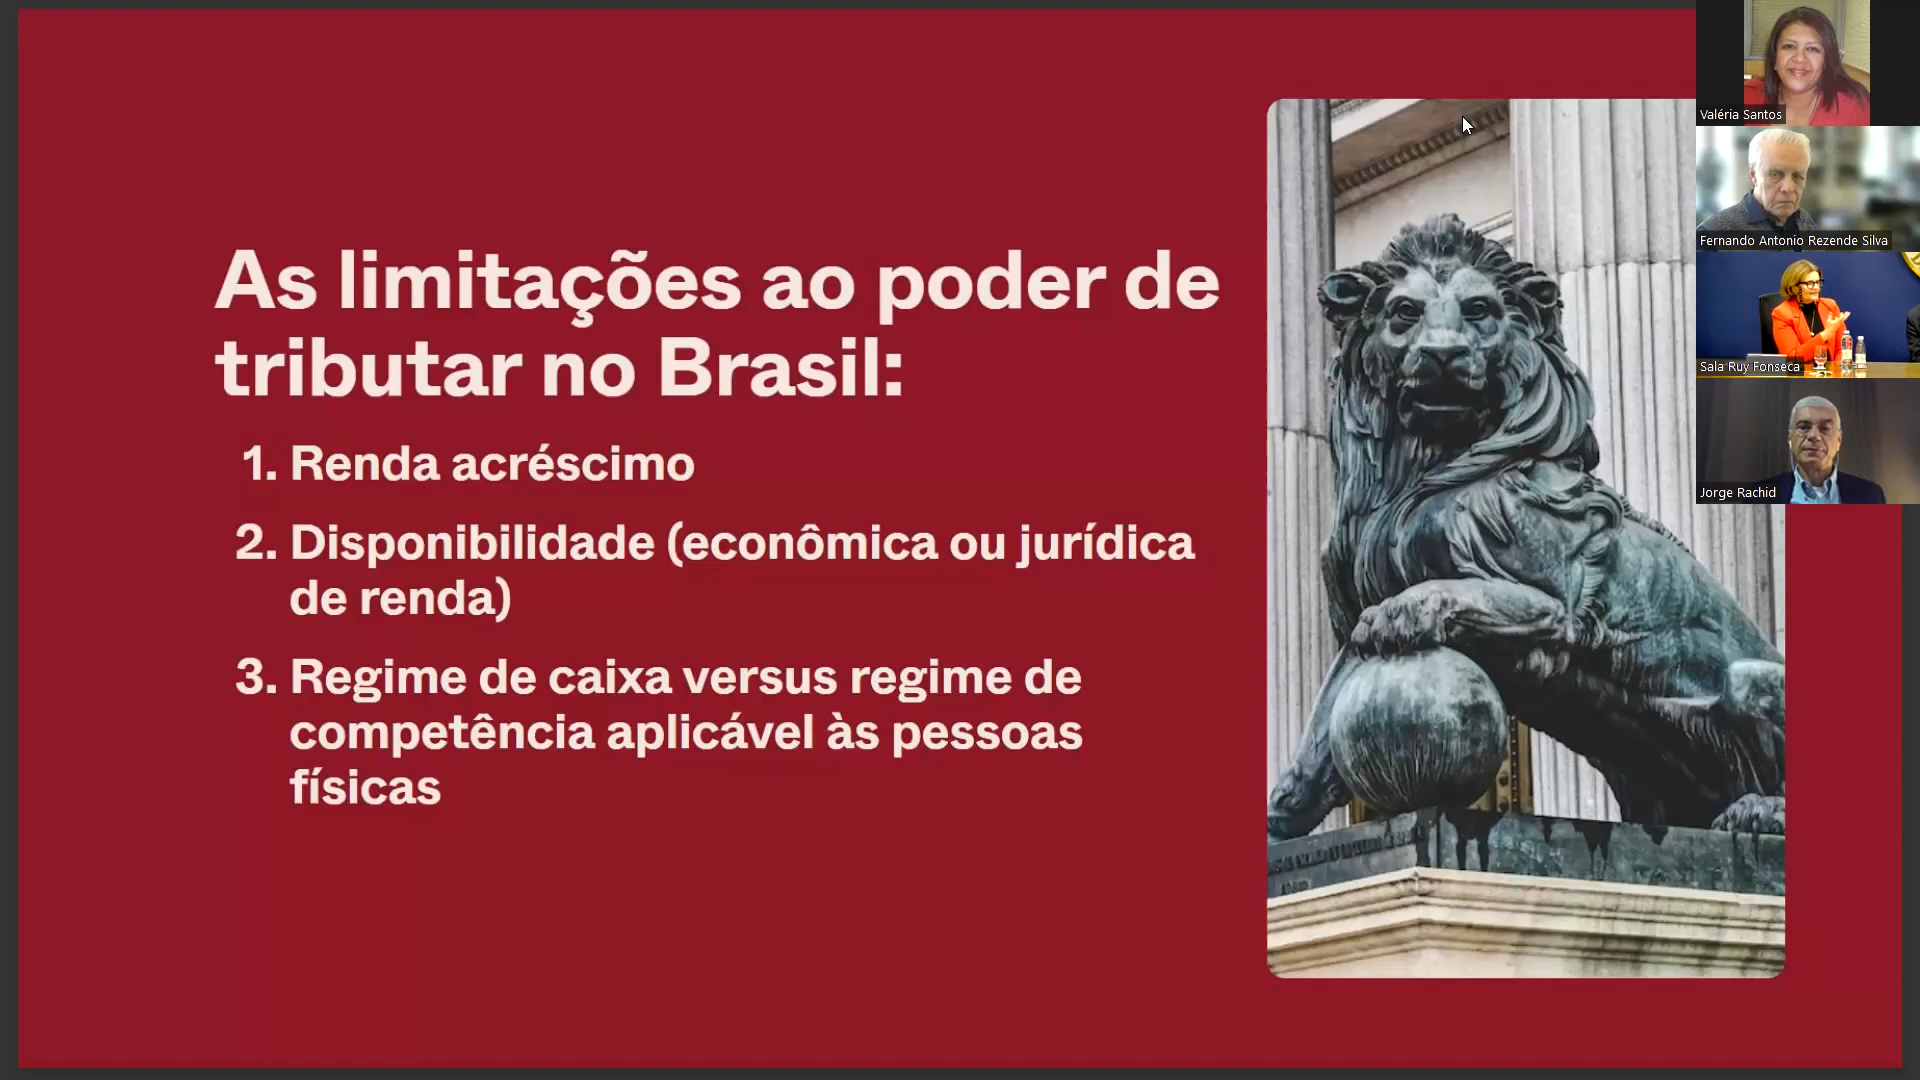 As limitações ao poder de
tributar no Brasil:
1. Renda acréscimo
2. Disponibilidade (econômica ou jurídica
de renda)
3. Regime de caixa versus regime de
competência aplicável às pessoas
físicas
Valéria Santos
Fernando Antonio Rezende Silva
Sala Ruy Fonseca
Jorge Rachid